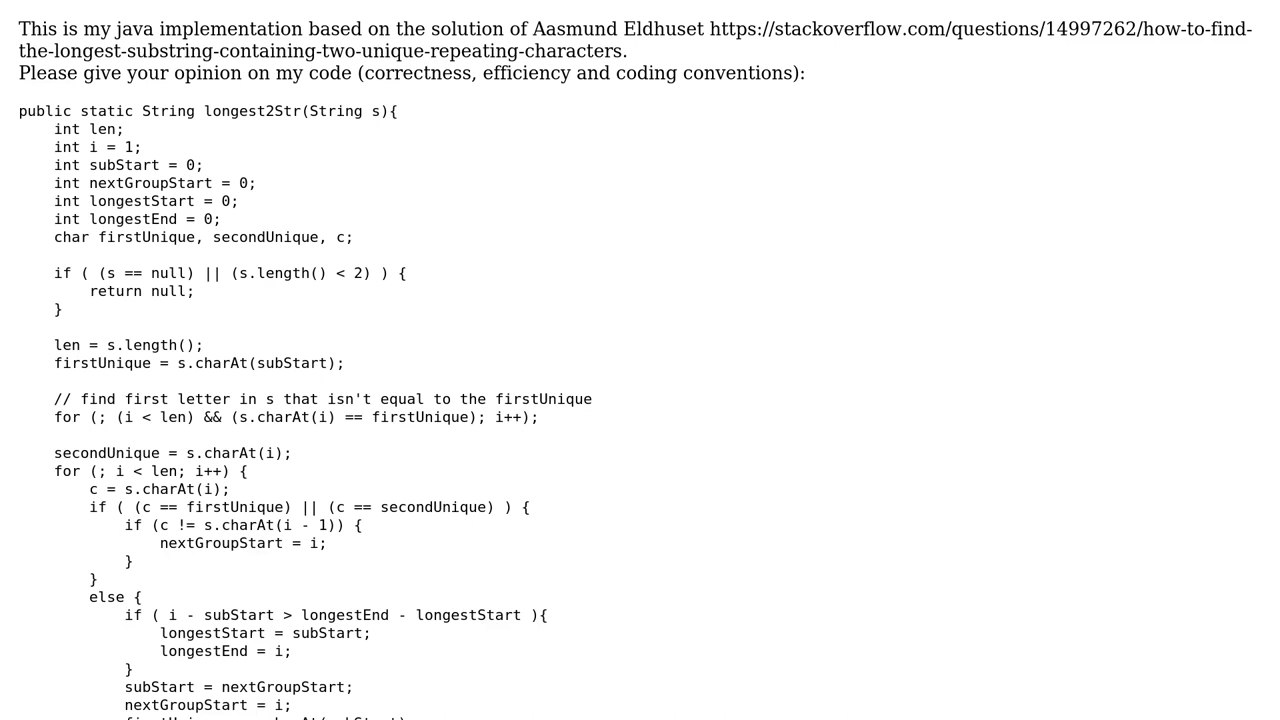 This is my java implementation based on the solution of Aasmund Eldhuset https://stackoverflow.com/questions/14997262/how-to-find-
the-longest-substring-containing-two-unique-repeating-characters.
Please give your opinion on my code (correctness, efficiency and coding conventions):
public static String longest2Str(String s){
    int len;
    int i = 1;
    int subStart = 0;
    int nextGroupStart = 0;
    int longestStart = 0;
    int longestEnd = 0;
    char firstUnique, secondUnique, c;
    if ( (s == null) || (s.length() < 2) ) {
        return null;
    }
    len = s.length();
    firstUnique = s.charAt(subStart);
    // find first letter in s that isn't equal to the firstUnique
    for (; (i < len) && (s.charAt(i) == firstUnique); i++);
    secondUnique = s.charAt(i);
    for (; i < len; i++) {
        c = s.charAt(i);
        if ( (c == firstUnique) || (c == secondUnique) ) {
            if (c != s.charAt(i - 1)) {
                nextGroupStart = i;
            }
        }
        else {
            if ( i - subStart > longestEnd - longestStart ){
                longestStart = subStart;
                longestEnd = i;
            }
            subStart = nextGroupStart;
            nextGroupStart = i;